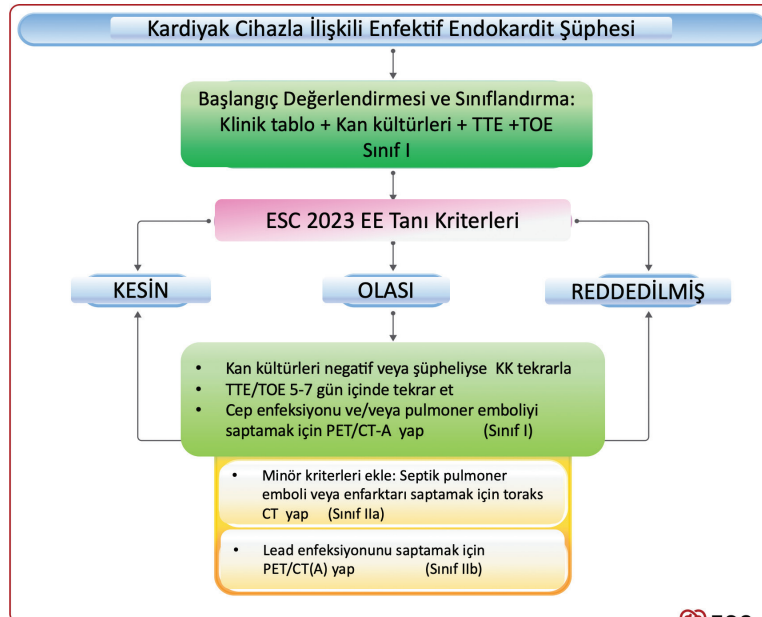 Kardiyak Cihazla İlişkili Enfektif Endokardit Şüphesi
Başlangıç Değerlendirmesi ve Sınıflandırma:
Klinik tablo + Kan kültürleri + TTE +TOE
Sınıf I
ESC 2023 EE Tanı Kriterleri
KESİN
OLASI
REDDEDİLMİŞ
• Kan kültürleri negatif veya şüpheliyse KK tekrarla
• TTE/TOE 5-7 gün içinde tekrar et
• Cep enfeksiyonu ve/veya pulmoner emboliyi
saptamak için PET/CT-A yap (Sınıf I)
• Minör kriterleri ekle: Septik pulmoner
emboli veya enfarktarı saptamak için toraks
CT yap (Sınıf IIa)
• Lead enfeksiyonunu saptamak için
PET/CT(A) yap (Sınıf IIb)